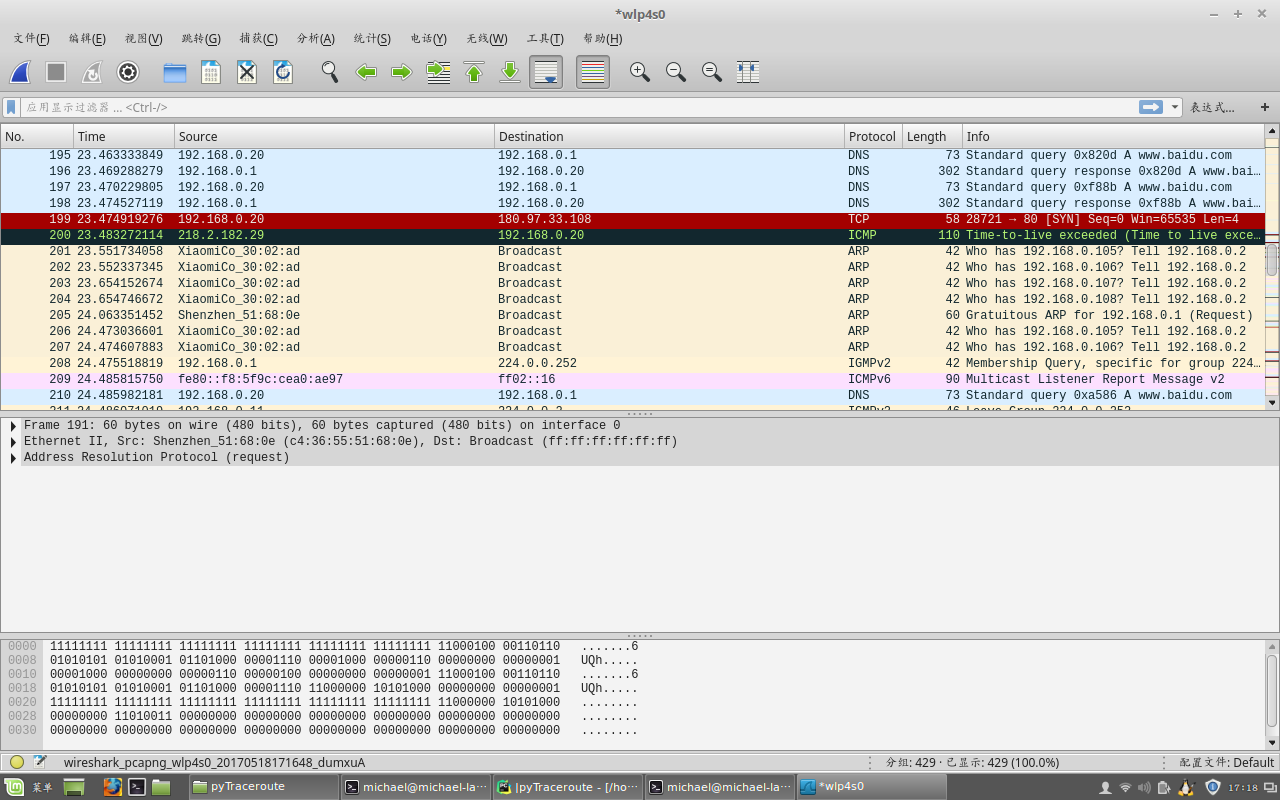 *wlp4s0
文件(F) 编辑(E) 视图(V) 跳转(G) 捕获(C) 分析(A) 统计(S) 电话(Y) 无线(W) 工具(T) 帮助(H)
应用显示过滤器 … <Ctrl-/> 表达式… +
No. Time Source Destination Protocol Length Info
195 23.463333849 192.168.0.20 192.168.0.1 DNS 73 Standard query 0x820d A www.baidu.com
196 23.469288279 192.168.0.1 192.168.0.20 DNS 302 Standard query response 0x820d A www.bai…
197 23.470229805 192.168.0.20 192.168.0.1 DNS 73 Standard query 0xf88b A www.baidu.com
198 23.474527119 192.168.0.1 192.168.0.20 DNS 302 Standard query response 0xf88b A www.bai…
199 23.474919276 192.168.0.20 180.97.33.108 TCP 58 28721 → 80 [SYN] Seq=0 Win=65535 Len=4
200 23.483272114 218.2.182.29 192.168.0.20 ICMP 110 Time-to-live exceeded (Time to live exce…
201 23.551734058 XiaomiCo_30:02:ad Broadcast ARP 42 Who has 192.168.0.105? Tell 192.168.0.2
202 23.552337345 XiaomiCo_30:02:ad Broadcast ARP 42 Who has 192.168.0.106? Tell 192.168.0.2
203 23.654152674 XiaomiCo_30:02:ad Broadcast ARP 42 Who has 192.168.0.107? Tell 192.168.0.2
204 23.654746672 XiaomiCo_30:02:ad Broadcast ARP 42 Who has 192.168.0.108? Tell 192.168.0.2
205 24.063351452 Shenzhen_51:68:0e Broadcast ARP 60 Gratuitous ARP for 192.168.0.1 (Request)
206 24.473036601 XiaomiCo_30:02:ad Broadcast ARP 42 Who has 192.168.0.105? Tell 192.168.0.2
207 24.474607883 XiaomiCo_30:02:ad Broadcast ARP 42 Who has 192.168.0.106? Tell 192.168.0.2
208 24.475518819 192.168.0.1 224.0.0.252 IGMPv2 42 Membership Query, specific for group 224…
209 24.485815750 fe80::f8:5f9c:cea0:ae97 ff02::16 ICMPv6 90 Multicast Listener Report Message v2
210 24.485982181 192.168.0.20 192.168.0.1 DNS 73 Standard query 0xa586 A www.baidu.com
Frame 191: 60 bytes on wire (480 bits), 60 bytes captured (480 bits) on interface 0
Ethernet II, Src: Shenzhen_51:68:0e (c4:36:55:51:68:0e), Dst: Broadcast (ff:ff:ff:ff:ff:ff)
Address Resolution Protocol (request)
0000 11111111 11111111 11111111 11111111 11111111 11111111 11000100 00110110 .......6
0008 01010101 01010001 01101000 00001110 00001000 00000110 00000000 00000001 UQh.....
0010 00001000 00000000 00000110 00000100 00000000 00000001 11000100 00110110 .......6
0018 01010101 01010001 01101000 00001110 11000000 10101000 00000000 00000001 UQh.....
0020 11111111 11111111 11111111 11111111 11111111 11111111 11000000 10101000 ........
0028 00000000 11010011 00000000 00000000 00000000 00000000 00000000 00000000 ........
0030 00000000 00000000 00000000 00000000 00000000 00000000 00000000 00000000 ........
wireshark_pcapng_wlp4s0_20170518171648_dumxuA 分组: 429 · 已显示: 429 (100.0%) 配置文件: Default
菜单 pyTraceroute michael@michael-la… |pyTraceroute - [/ho… michael@michael-la… *wlp4s0 17:18